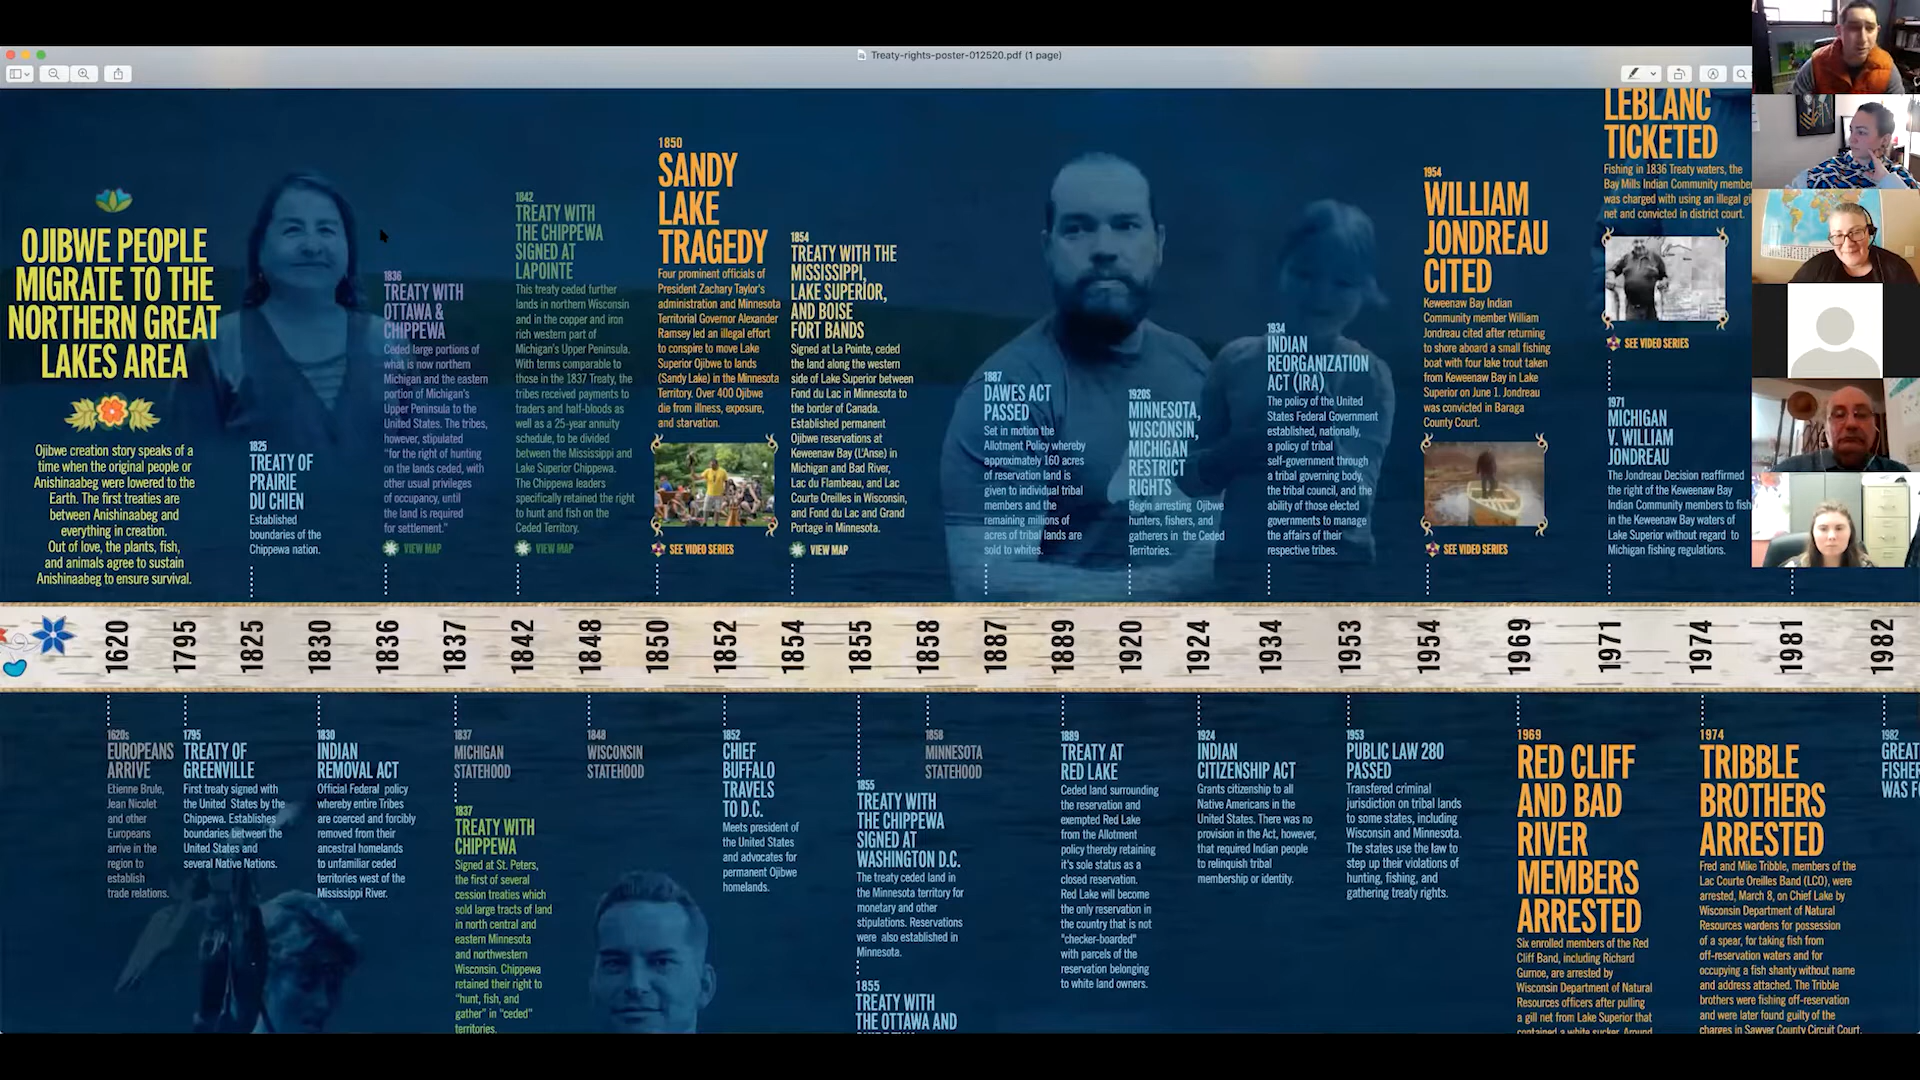 Treaty-rights-poster-012520.pdf (1 page)
OJIBWE PEOPLE
MIGRATE TO THE
NORTHERN GREAT
LAKES AREA
Ojibwe creation story speaks of a
time when the original people or
Anishinaabeg were lowered to the
Earth. The first treaties are
between Anishinaabeg and
everything in creation.
Out of love, the plants, fish,
and animals agree to sustain
Anishinaabeg to ensure survival.
1825
TREATY OF
PRAIRIE
DU CHIEN
Established
boundaries of the
Chippewa nation.
1836
TREATY WITH
OTTAWA &
CHIPPEWA
Ceded large portions of
what is now northern
Michigan and the eastern
portion of Michigan's
Upper Peninsula to the
United States. The tribes,
however, stipulated
"for the right of hunting
on the lands ceded, with
other usual privileges
of occupancy, until
the land is required
for settlement."
VIEW MAP
1842
TREATY WITH
THE CHIPPEWA
SIGNED AT
LAPOINTE
This treaty ceded further
lands in northern Wisconsin
and in the copper and iron
rich western part of
Michigan's Upper Peninsula.
With terms comparable to
those in the 1837 Treaty, the
tribes received payments to
traders and half-bloods as
well as a 25-year annuity
schedule, to be divided
between the Mississippi and
Lake Superior Chippewa.
The Chippewa leaders
specifically retained the right
to hunt and fish on the
Ceded Territory.
VIEW MAP
1850
SANDY
LAKE
TRAGEDY
Four prominent officials of
President Zachary Taylor's
administration and Minnesota
Territorial Governor Alexander
Ramsey led an illegal effort
to conspire to move Lake
Superior Ojibwe to lands
(Sandy Lake) in the Minnesota
Territory. Over 400 Ojibwe
die from illness, exposure,
and starvation.
SEE VIDEO SERIES
1854
TREATY WITH THE
MISSISSIPPI,
LAKE SUPERIOR,
AND BOISE
FORT BANDS
Signed at La Pointe, ceded
the land along the western
side of Lake Superior between
Fond du Lac in Minnesota to
the border of Canada.
Established permanent
Ojibwe reservations at
Keweenaw Bay (L'Anse) in
Michigan and Bad River,
Lac du Flambeau, and Lac
Courte Oreilles in Wisconsin,
and Fond du Lac and Grand
Portage in Minnesota.
VIEW MAP
1887
DAWES ACT
PASSED
Set in motion the
Allotment Policy whereby
approximately 160 acres
of reservation land is
given to individual tribal
members and the
remaining millions of
acres of tribal lands are
sold to whites.
1920S
MINNESOTA,
WISCONSIN,
MICHIGAN
RESTRICT
RIGHTS
Begin arresting Ojibwe
hunters, fishers, and
gatherers in the Ceded
Territories.
1934
INDIAN
REORGANIZATION
ACT (IRA)
The policy of the United
States Federal Government
established, nationally,
a policy of tribal
self-government through
a tribal governing body,
the tribal council, and the
ability of those elected
governments to manage
the affairs of their
respective tribes.
1954
WILLIAM
JONDREAU
CITED
Keweenaw Bay Indian
Community member William
Jondreau cited after returning
to shore aboard a small fishing
boat with four lake trout taken
from Keweenaw Bay in Lake
Superior on June 1. Jondreau
was convicted in Baraga
County Court.
SEE VIDEO SERIES
LEBLANC
TICKETED
Fishing in 1836 Treaty waters, the
Bay Mills Indian Community membe
was charged with using an illegal gi
net and convicted in district court.
SEE VIDEO SERIES
1971
MICHIGAN
V. WILLIAM
JONDREAU
The Jondreau Decision reaffirmed
the right of the Keweenaw Bay
Indian Community members to fish
in the Keweenaw Bay waters of
Lake Superior without regard to
Michigan fishing regulations.
1620 1795 1825 1830 1836 1837 1842 1848 1850 1852 1854 1855 1858 1887 1889 1920 1924 1934 1953 1954 1969 1971 1974 1981 1982
1620s
EUROPEANS
ARRIVE
Etienne Brule,
Jean Nicolet
and other
Europeans
arrive in the
region to
establish
trade relations.
1795
TREATY OF
GREENVILLE
First treaty signed with
the United States by the
Chippewa. Establishes
boundaries between the
United States and
several Native Nations.
1830
INDIAN
REMOVAL ACT
Official Federal policy
whereby entire Tribes
are coerced and forcibly
removed from their
ancestral homelands
to unfamiliar ceded
territories west of the
Mississippi River.
1837
MICHIGAN
STATEHOOD
1837
TREATY WITH
CHIPPEWA
Signed at St. Peters,
the first of several
cession treaties which
sold large tracts of land
in north central and
eastern Minnesota
and northwestern
Wisconsin. Chippewa
retained their right to
"hunt, fish, and
gather" in "ceded"
territories.
1848
WISCONSIN
STATEHOOD
1852
CHIEF
BUFFALO
TRAVELS
TO D.C.
Meets president of
the United States
and advocates for
permanent Ojibwe
homelands.
1855
TREATY WITH
THE CHIPPEWA
SIGNED AT
WASHINGTON D.C.
The treaty ceded land in
the Minnesota territory for
monetary and other
stipulations. Reservations
were also established in
Minnesota.
1855
TREATY WITH
THE OTTAWA AND
1858
MINNESOTA
STATEHOOD
1889
TREATY AT
RED LAKE
Ceded land surrounding
the reservation and
exempted Red Lake
from the Allotment
policy thereby retaining
it's sole status as a
closed reservation.
Red Lake will become
the only reservation in
the country that is not
"checker-boarded"
with parcels of the
reservation belonging
to white land owners.
1924
INDIAN
CITIZENSHIP ACT
Grants citizenship to all
Native Americans in the
United States. There was no
provision in the Act, however,
that required Indian people
to relinquish tribal
membership or identity.
1953
PUBLIC LAW 280
PASSED
Transfered criminal
jurisdiction on tribal lands
to some states, including
Wisconsin and Minnesota.
The states use the law to
step up their violations of
hunting, fishing, and
gathering treaty rights.
1969
RED CLIFF
AND BAD
RIVER
MEMBERS
ARRESTED
Six enrolled members of the Red
Cliff Band, including Richard
Gurnoe, are arrested by
Wisconsin Department of Natural
Resources officers after pulling
a gill net from Lake Superior that
contained a white sucker. Around
1974
TRIBBLE
BROTHERS
ARRESTED
Fred and Mike Tribble, members of the
Lac Courte Oreilles Band (LCO), were
arrested, March 8, on Chief Lake by
Wisconsin Department of Natural
Resources wardens for possession
of a spear, for taking fish from
off-reservation waters and for
occupying a fish shanty without name
and address attached. The Tribble
brothers were fishing off-reservation
and were later found guilty of the
charges in Sawyer County Circuit Court.
1982
GREAT
FISHER
WAS FO